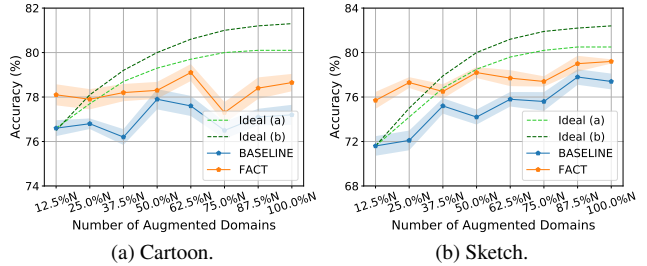 82
80
78
76
74
Accuracy (%)
Ideal (a)
Ideal (b)
BASELINE
FACT
12.5%N 25.0%N 37.5%N 50.0%N 62.5%N 75.0%N 87.5%N 100.0%N
Number of Augmented Domains
(a) Cartoon.
84
80
76
72
68
Accuracy (%)
Ideal (a)
Ideal (b)
BASELINE
FACT
12.5%N 25.0%N 37.5%N 50.0%N 62.5%N 75.0%N 87.5%N 100.0%N
Number of Augmented Domains
(b) Sketch.